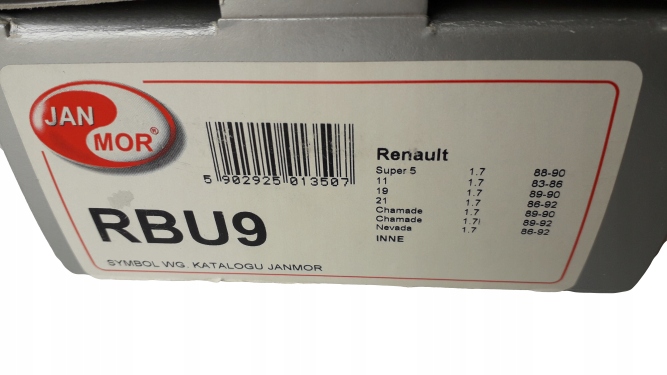 JAN
MOR®
5 902925 013507
RBU9
SYMBOL WG. KATALOGU JANMOR
Renault
Super 5 1.7 88-90
11 1.7 83-86
19 1.7 89-90
21 1.7 86-92
Chamade 1.7 89-90
Chamade 1.7i 89-92
Nevada 1.7 86-92
INNE